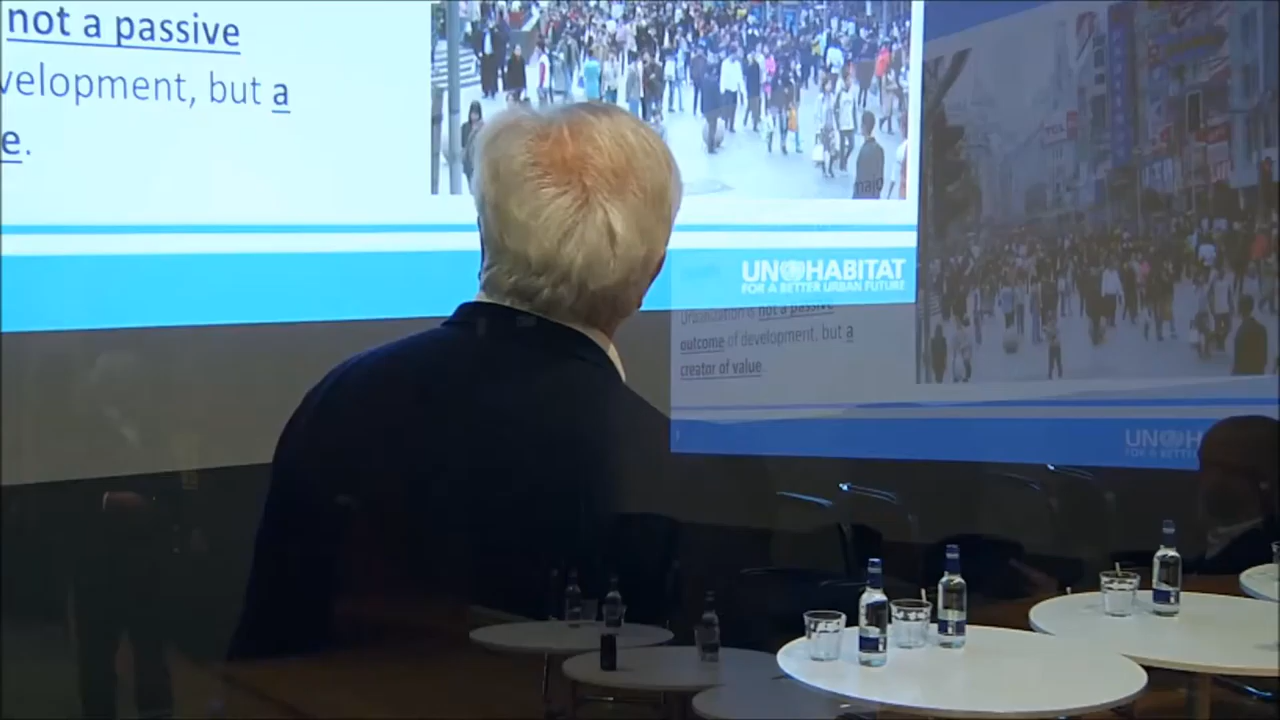 not a passive
velopment, but a
e.
UN HABITAT
FOR A BETTER URBAN FUTURE
Urbanization is not a passive
outcome of development, but a
creator of value.
UN H
FOR A BETTER
TCL